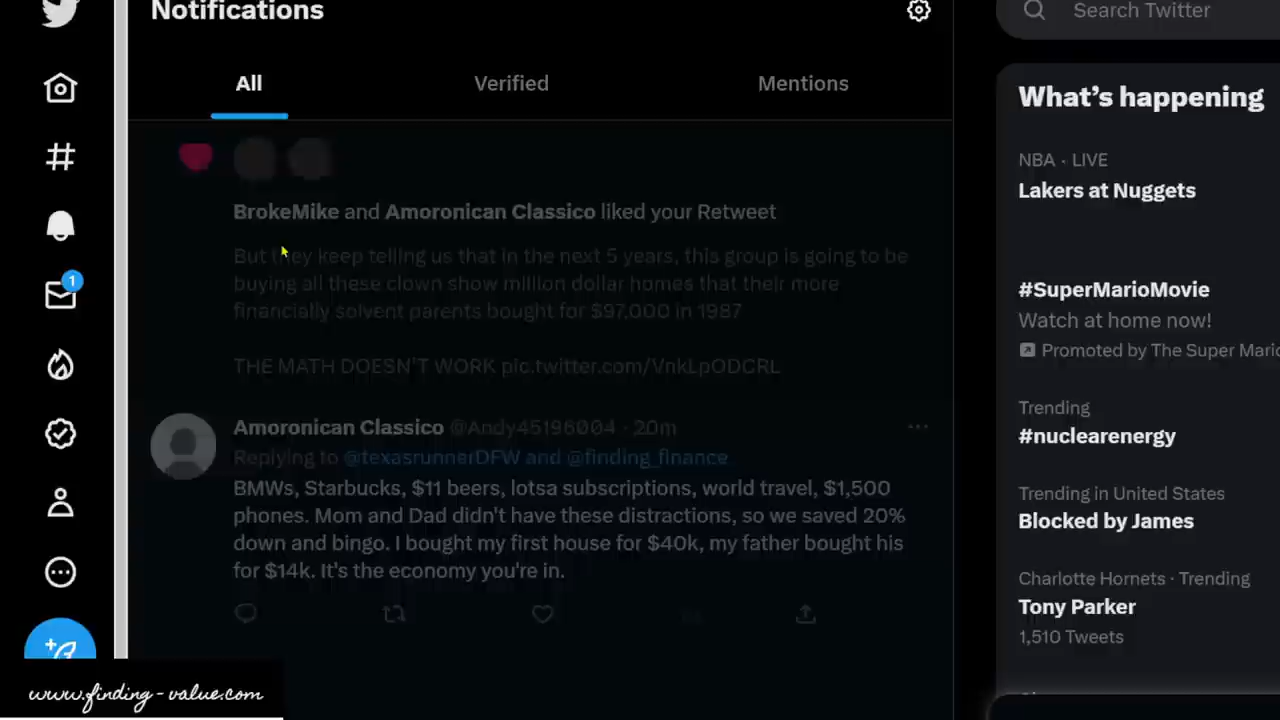 Notifications
Search Twitter
All
Verified
Mentions
What's happening
NBA · LIVE
Lakers at Nuggets
BrokeMike and Amoronican Classico liked your Retweet
But they keep telling us that in the next 5 years, this group is going to be
buying all these clown show million dollar homes that their more
financially solvent parents bought for $97,000 in 1987
THE MATH DOESN'T WORK pic.twitter.com/VnkLpODCRL
1
#SuperMarioMovie
Watch at home now!
Promoted by The Super Mario
Amoronican Classico @Andy45196004 · 20m
Replying to @texasrunnerDFW and @finding_finance
BMWs, Starbucks, $11 beers, lotsa subscriptions, world travel, $1,500
phones. Mom and Dad didn't have these distractions, so we saved 20%
down and bingo. I bought my first house for $40k, my father bought his
for $14k. It's the economy you're in.
Trending
#nuclearenergy
Trending in United States
Blocked by James
Charlotte Hornets · Trending
Tony Parker
1,510 Tweets
www.finding-value.com